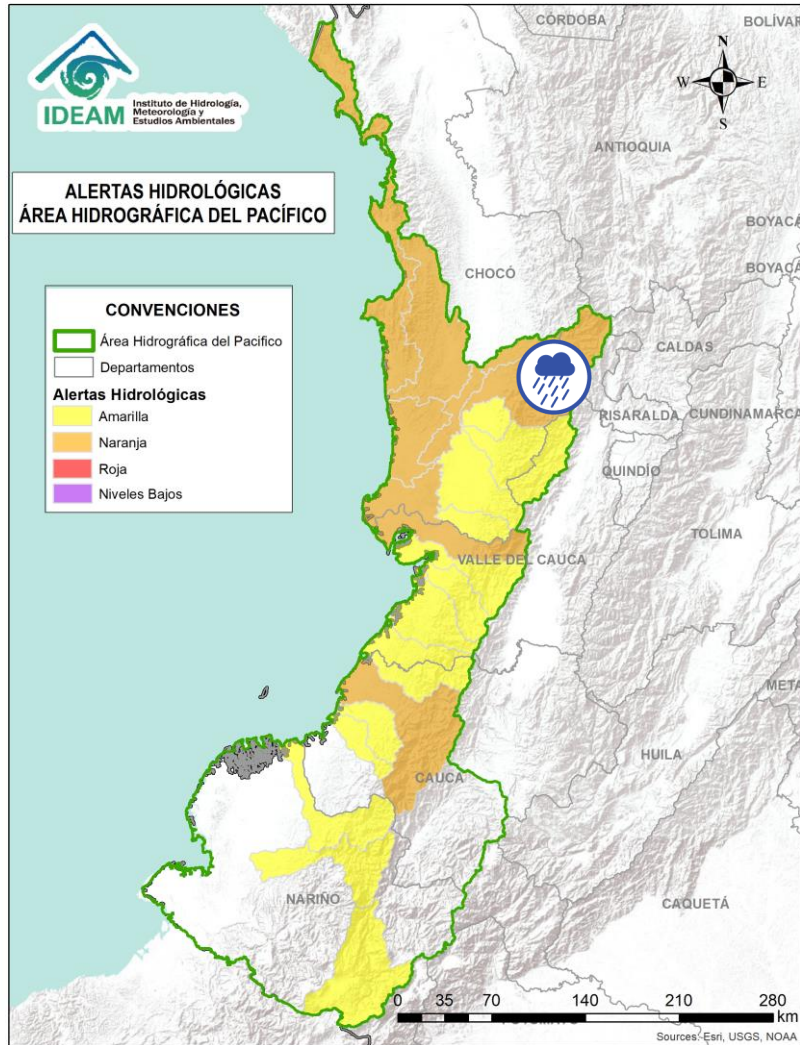 IDEAM
Instituto de Hidrología,
Meteorología y
Estudios Ambientales
CÓRDOBA
BOLÍVAR
N
W
E
S
ANTIOQUIA
ALERTAS HIDROLÓGICAS
ÁREA HIDROGRÁFICA DEL PACÍFICO
BOYACÁ
BOYACÁ
CHOCÓ
CONVENCIONES
Área Hidrográfica del Pacifico
Departamentos
Alertas Hidrológicas
Amarilla
Naranja
Roja
Niveles Bajos
CALDAS
RISARALDA
CUNDINAMARCA
QUINDÍO
TOLIMA
VALLE DEL CAUCA
META
HUILA
CAUCA
NARIÑO
CAQUETÁ
0 35 70 140 210 280
km
Sources: Esri, USGS, NOAA